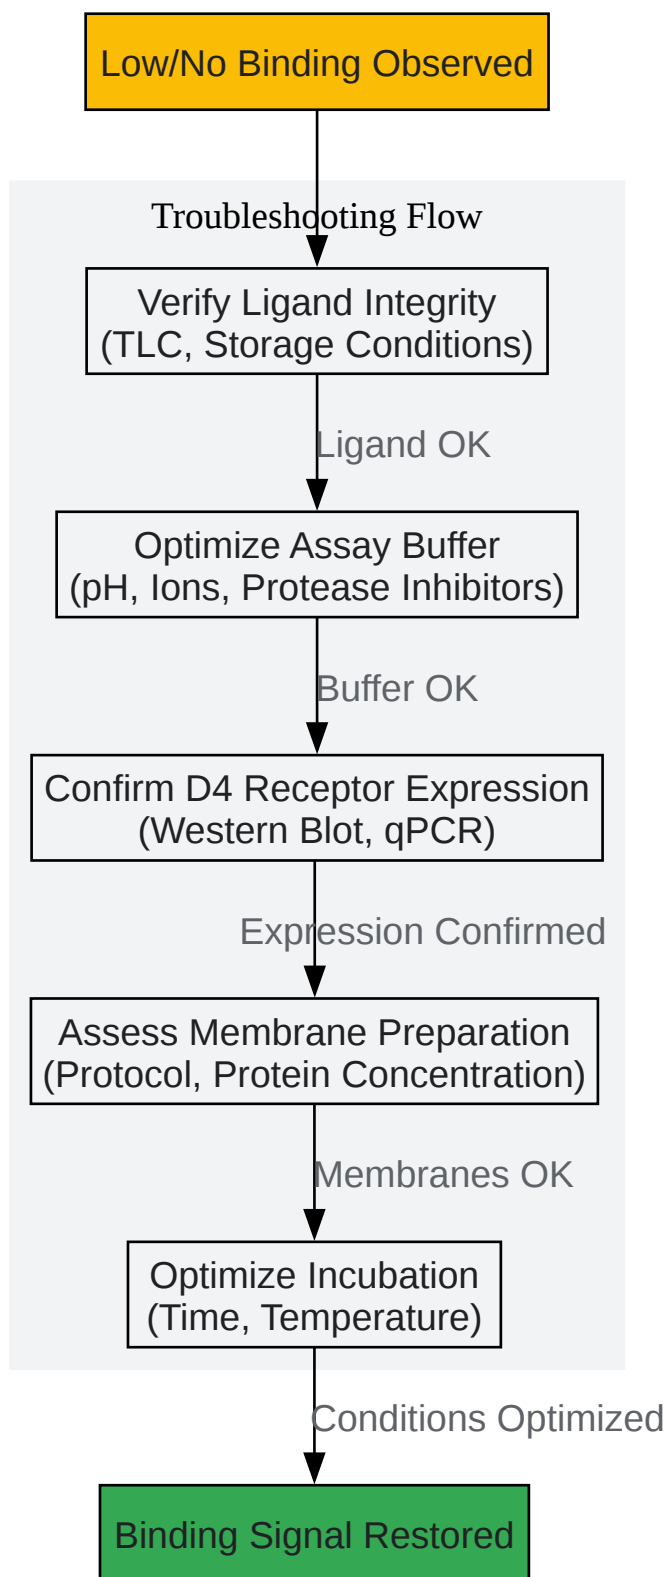 Low/No Binding Observed
Troubleshooting Flow
Verify Ligand Integrity
(TLC, Storage Conditions)
Ligand OK
Optimize Assay Buffer
(pH, Ions, Protease Inhibitors)
Buffer OK
Confirm D4 Receptor Expression
(Western Blot, qPCR)
Expression Confirmed
Assess Membrane Preparation
(Protocol, Protein Concentration)
Membranes OK
Optimize Incubation
(Time, Temperature)
Conditions Optimized
Binding Signal Restored